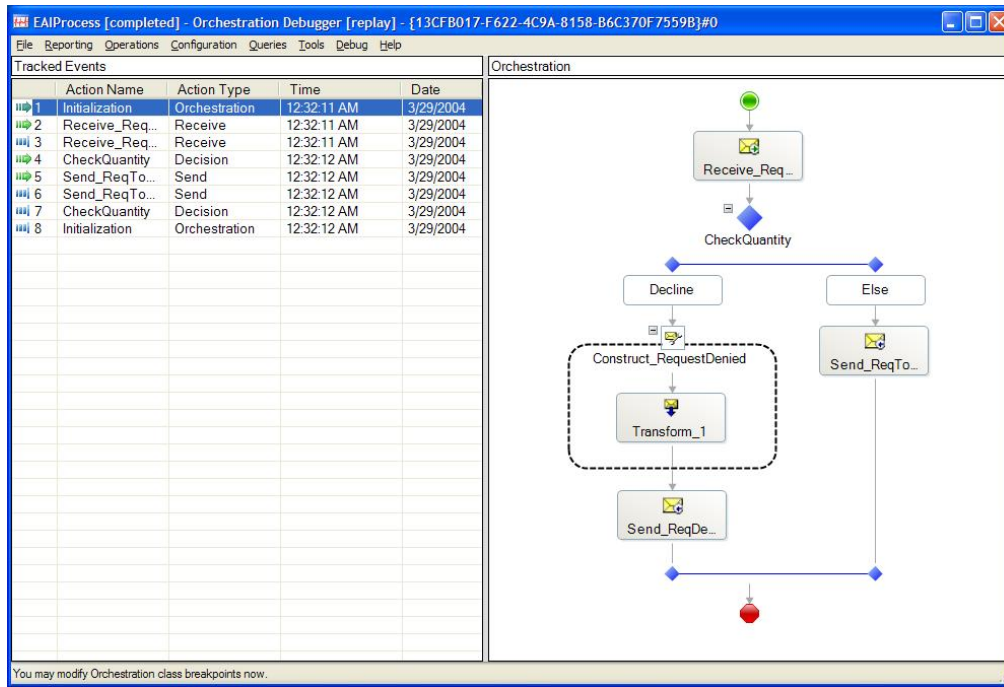 EAIProcess [completed] - Orchestration Debugger [replay] - {13CFB017-F622-4C9A-8158-B6C370F7559B}#0
File Reporting Operations Configuration Queries Tools Debug Help
Tracked Events
Action Name Action Type Time Date
1 Initialization Orchestration 12:32:11 AM 3/29/2004
2 Receive_Req... Receive 12:32:11 AM 3/29/2004
3 Receive_Req... Receive 12:32:11 AM 3/29/2004
4 CheckQuantity Decision 12:32:12 AM 3/29/2004
5 Send_ReqTo... Send 12:32:12 AM 3/29/2004
6 Send_ReqTo... Send 12:32:12 AM 3/29/2004
7 CheckQuantity Decision 12:32:12 AM 3/29/2004
8 Initialization Orchestration 12:32:12 AM 3/29/2004
Orchestration
Receive_Req...
CheckQuantity
Decline
Else
Construct_RequestDenied
Send_ReqTo...
Transform_1
Send_ReqDe...
You may modify Orchestration class breakpoints now.